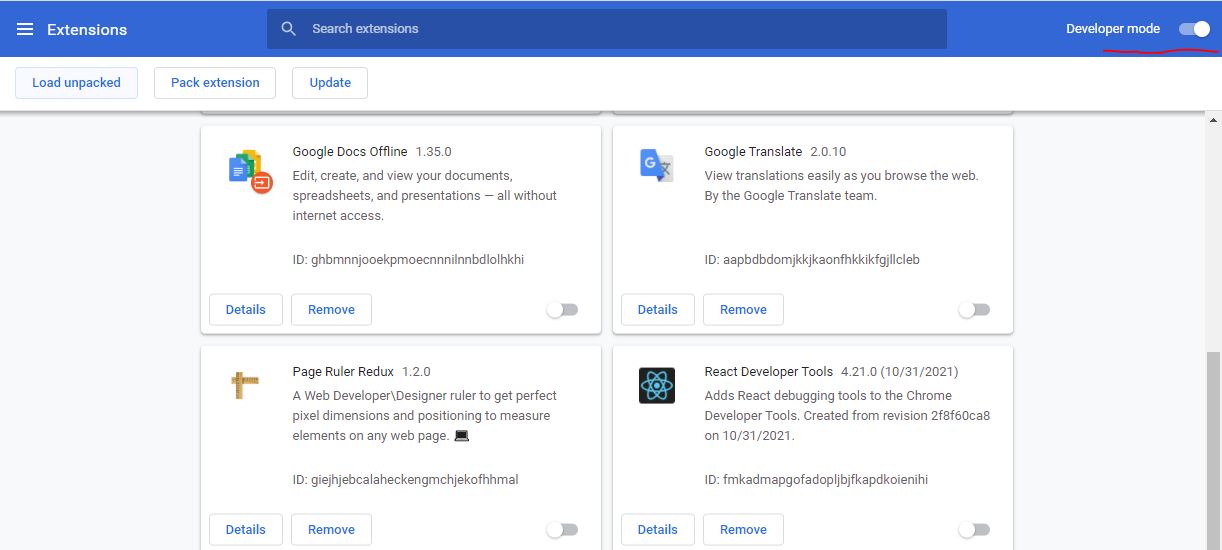 Extensions
Search extensions
Developer mode
Load unpacked
Pack extension
Update
Google Docs Offline 1.35.0
Edit, create, and view your documents,
spreadsheets, and presentations — all without
internet access.
ID: ghbmnnjooekpmoecnnnilnnbdlolhkhi
Details
Remove
Google Translate 2.0.10
View translations easily as you browse the web.
By the Google Translate team.
ID: aapbdbdomjkkjkaonfhkkikfgjllcleb
Details
Remove
Page Ruler Redux 1.2.0
A Web Developer\Designer ruler to get perfect
pixel dimensions and positioning to measure
elements on any web page. 💻
ID: giejhjebcalaheckengmchjekofhhmal
Details
Remove
React Developer Tools 4.21.0 (10/31/2021)
Adds React debugging tools to the Chrome
Developer Tools. Created from revision 2f8f60ca8
on 10/31/2021.
ID: fmkadmapgofadopljbjfkapdkoienihi
Details
Remove